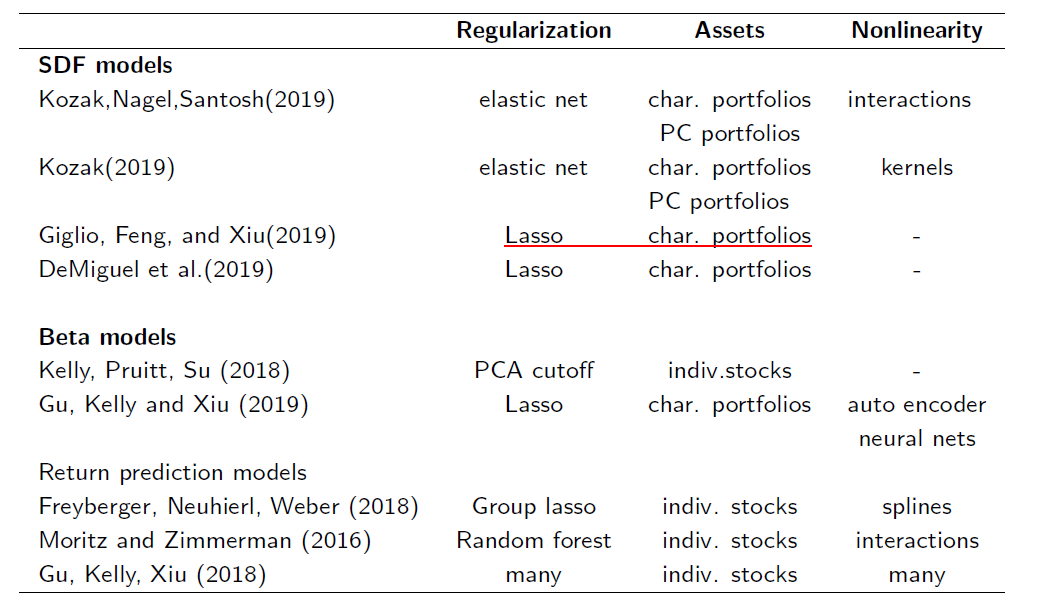 Regularization Assets Nonlinearity
SDF models
Kozak,Nagel,Santosh(2019) elastic net char. portfolios interactions
PC portfolios
Kozak(2019) elastic net char. portfolios kernels
PC portfolios
Giglio, Feng, and Xiu(2019) Lasso char. portfolios -
DeMiguel et al.(2019) Lasso char. portfolios -
Beta models
Kelly, Pruitt, Su (2018) PCA cutoff indiv.stocks -
Gu, Kelly and Xiu (2019) Lasso char. portfolios auto encoder
neural nets
Return prediction models
Freyberger, Neuhierl, Weber (2018) Group lasso indiv. stocks splines
Moritz and Zimmerman (2016) Random forest indiv. stocks interactions
Gu, Kelly, Xiu (2018) many indiv. stocks many